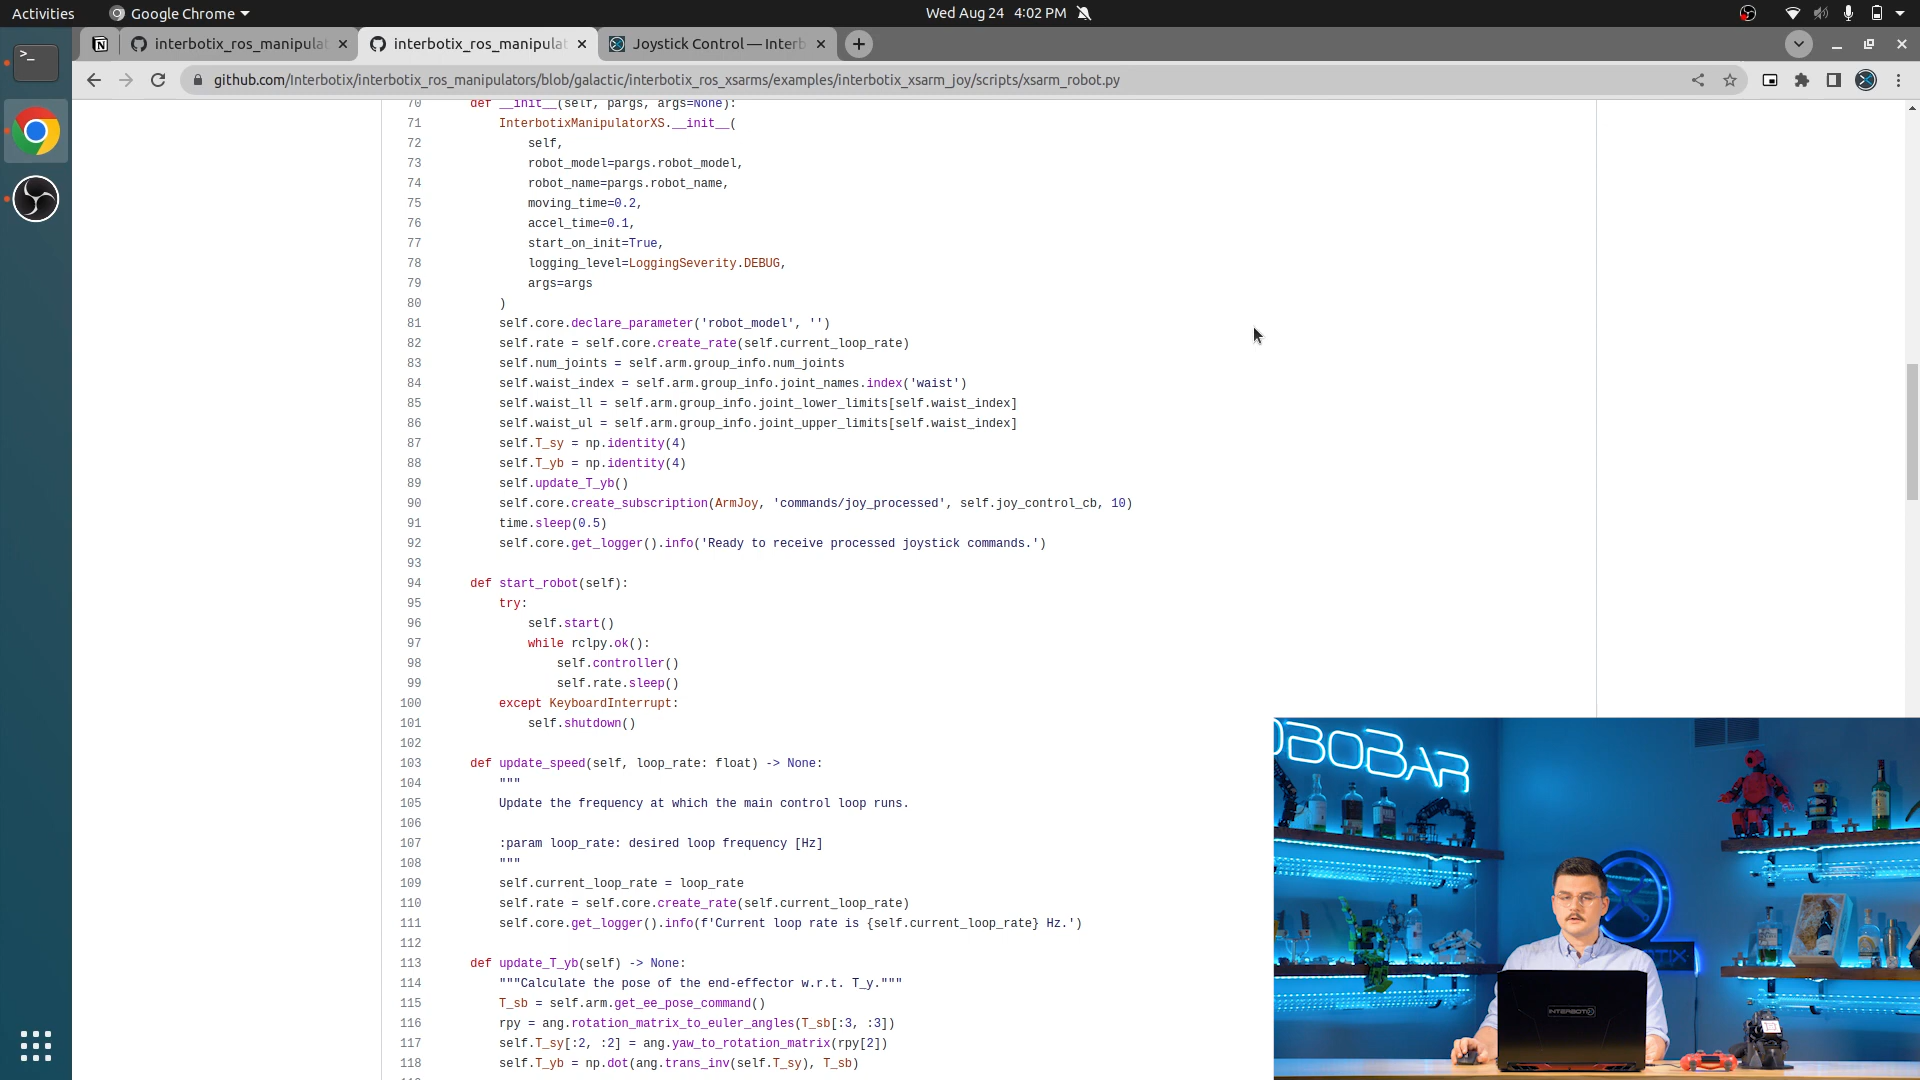 Activities
Google Chrome
Wed Aug 24 4:02 PM
interbotix_ros_manipulat
interbotix_ros_manipulat
Joystick Control — Interb
github.com/Interbotix/interbotix_ros_manipulators/blob/galactic/interbotix_ros_xsarms/examples/interbotix_xsarm_joy/scripts/xsarm_robot.py
70 def __init__(self, pargs, args=None):
71 InterbotixManipulatorXS.__init__(
72 self,
73 robot_model=pargs.robot_model,
74 robot_name=pargs.robot_name,
75 moving_time=0.2,
76 accel_time=0.1,
77 start_on_init=True,
78 logging_level=LoggingSeverity.DEBUG,
79 args=args
80 )
81 self.core.declare_parameter('robot_model', '')
82 self.rate = self.core.create_rate(self.current_loop_rate)
83 self.num_joints = self.arm.group_info.num_joints
84 self.waist_index = self.arm.group_info.joint_names.index('waist')
85 self.waist_ll = self.arm.group_info.joint_lower_limits[self.waist_index]
86 self.waist_ul = self.arm.group_info.joint_upper_limits[self.waist_index]
87 self.T_sy = np.identity(4)
88 self.T_yb = np.identity(4)
89 self.update_T_yb()
90 self.core.create_subscription(ArmJoy, 'commands/joy_processed', self.joy_control_cb, 10)
91 time.sleep(0.5)
92 self.core.get_logger().info('Ready to receive processed joystick commands.')
93
94 def start_robot(self):
95 try:
96 self.start()
97 while rclpy.ok():
98 self.controller()
99 self.rate.sleep()
100 except KeyboardInterrupt:
101 self.shutdown()
102
103 def update_speed(self, loop_rate: float) -> None:
104 """
105 Update the frequency at which the main control loop runs.
106
107 :param loop_rate: desired loop frequency [Hz]
108 """
109 self.current_loop_rate = loop_rate
110 self.rate = self.core.create_rate(self.current_loop_rate)
111 self.core.get_logger().info(f'Current loop rate is {self.current_loop_rate} Hz.')
112
113 def update_T_yb(self) -> None:
114 """Calculate the pose of the end-effector w.r.t. T_y."""
115 T_sb = self.arm.get_ee_pose_command()
116 rpy = ang.rotation_matrix_to_euler_angles(T_sb[:3, :3])
117 self.T_sy[:2, :2] = ang.yaw_to_rotation_matrix(rpy[2])
118 self.T_yb = np.dot(ang.trans_inv(self.T_sy), T_sb)
OBOBAR
TIX
INTERBOTIX